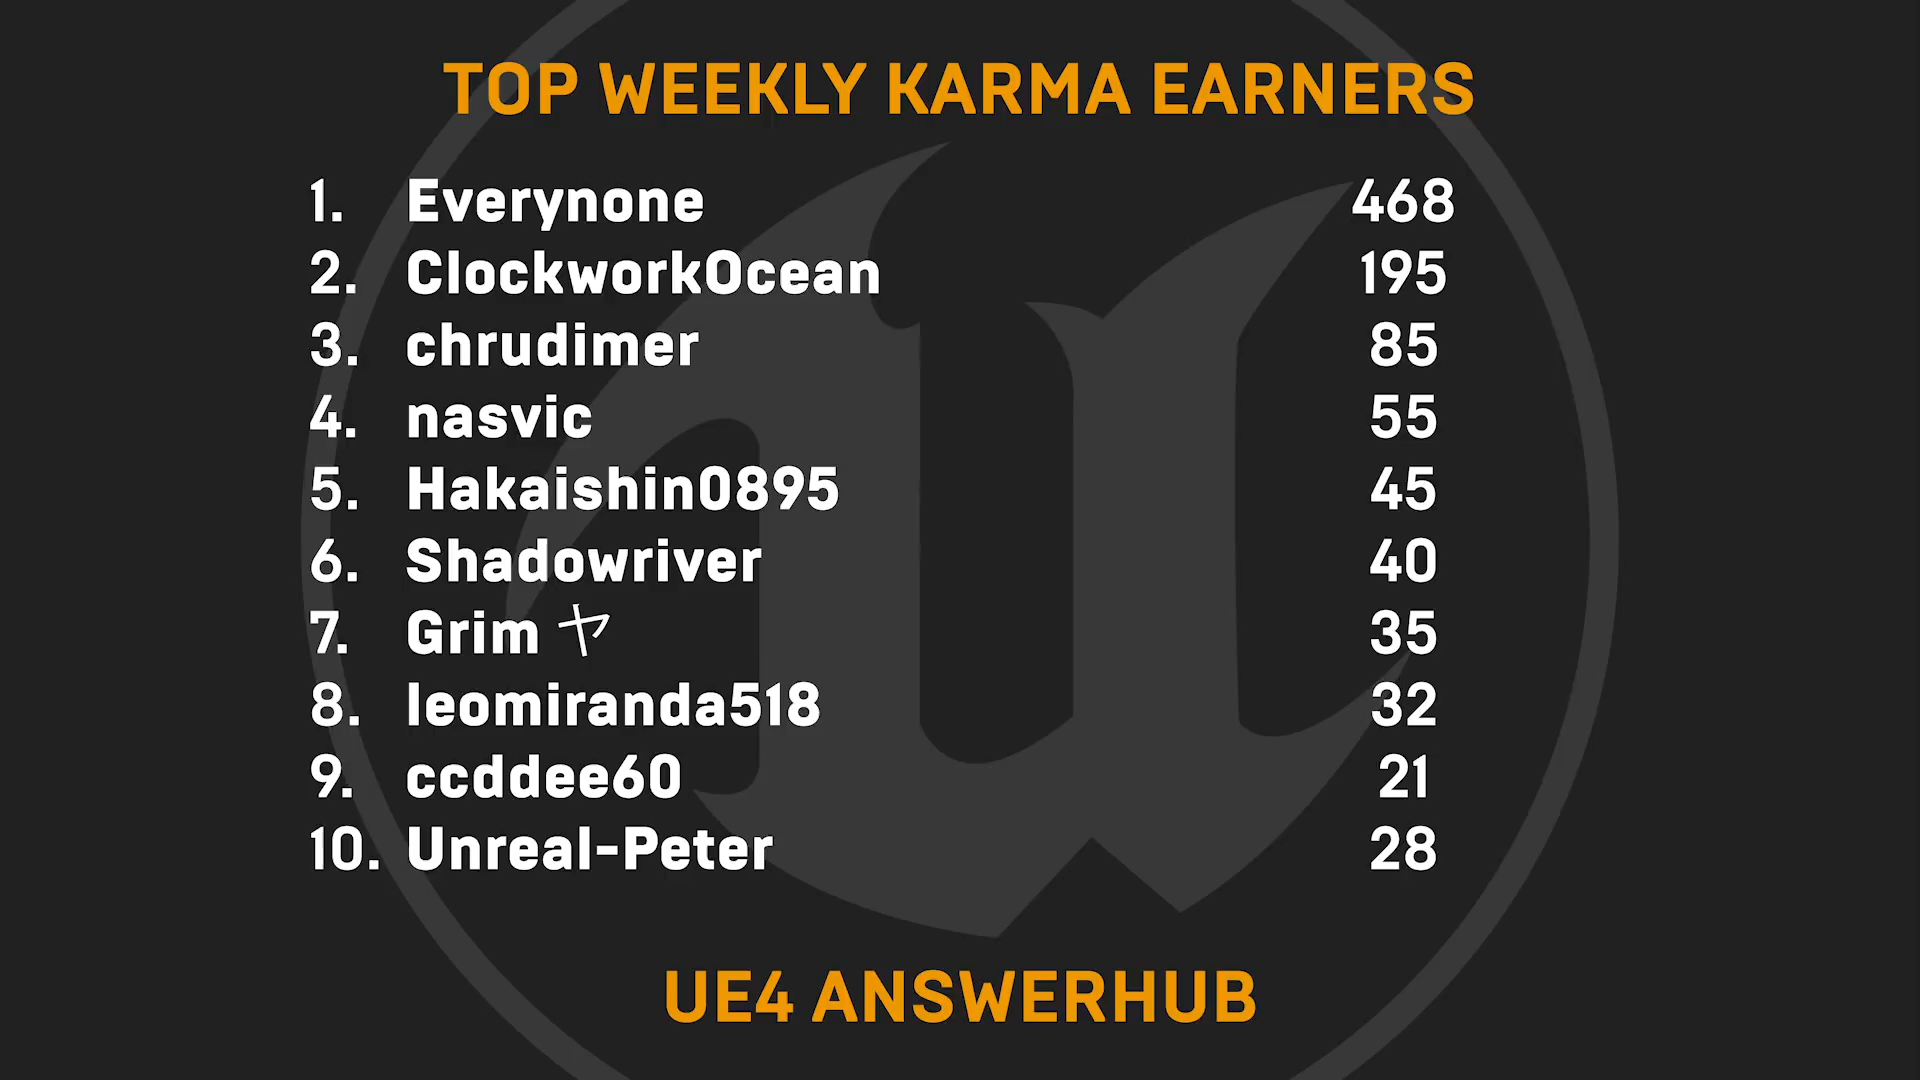 TOP WEEKLY KARMA EARNERS
1. Everynone 468
2. ClockworkOcean 195
3. chrudimer 85
4. nasvic 55
5. Hakaishin0895 45
6. Shadowriver 40
7. Grim ヤ 35
8. leomiranda518 32
9. ccddee60 21
10. Unreal-Peter 28
UE4 ANSWERHUB